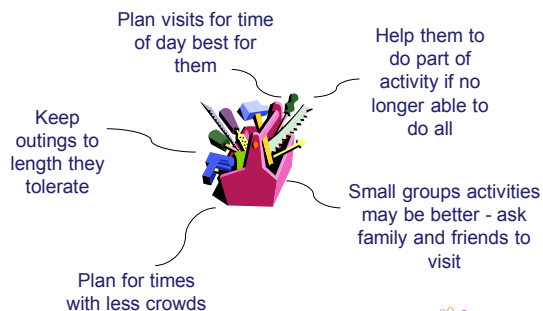 Plan visits for time
of day best for
them
Help them to
do part of
activity if no
longer able to
do all
Keep
outings to
length they
tolerate
Small groups activities
may be better - ask
family and friends to
visit
Plan for times
with less crowds